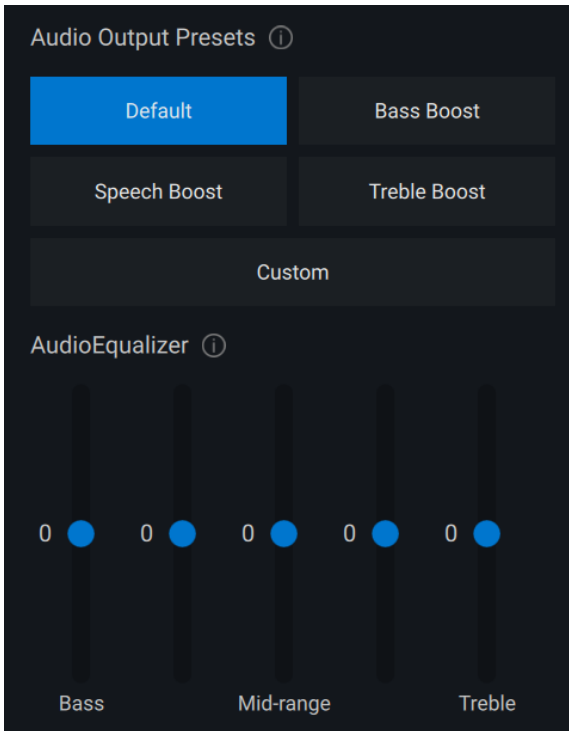 Audio Output Presets
Default
Bass Boost
Speech Boost
Treble Boost
Custom
AudioEqualizer
0 0 0 0 0
Bass Mid-range Treble